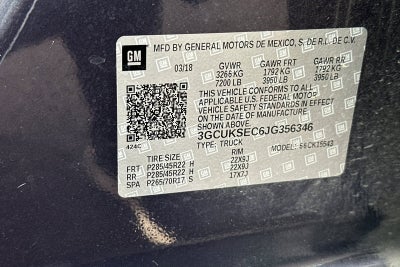 GM
MFD BY GENERAL MOTORS DE MEXICO, S. DE R.L. DE C.V.
03/18 GVWR GAWR FRT GAWR RR
3266 KG 1792 KG 1792 KG
7200 LB 3950 LB 3950 LB
THIS VEHICLE CONFORMS TO ALL APPLICABLE U.S. FEDERAL MOTOR VEHICLE SAFETY STANDARDS IN EFFECT ON THE DATE OF MANUFACTURE SHOWN ABOVE.
3GCUKSEC6JG356346
424C TYPE: TRUCK MODEL: CK15543
TIRE SIZE RIM
FRT P285/45R22 H 22X9J
RR P285/45R22 H 22X9J
SPA P265/70R17 S 17X7J